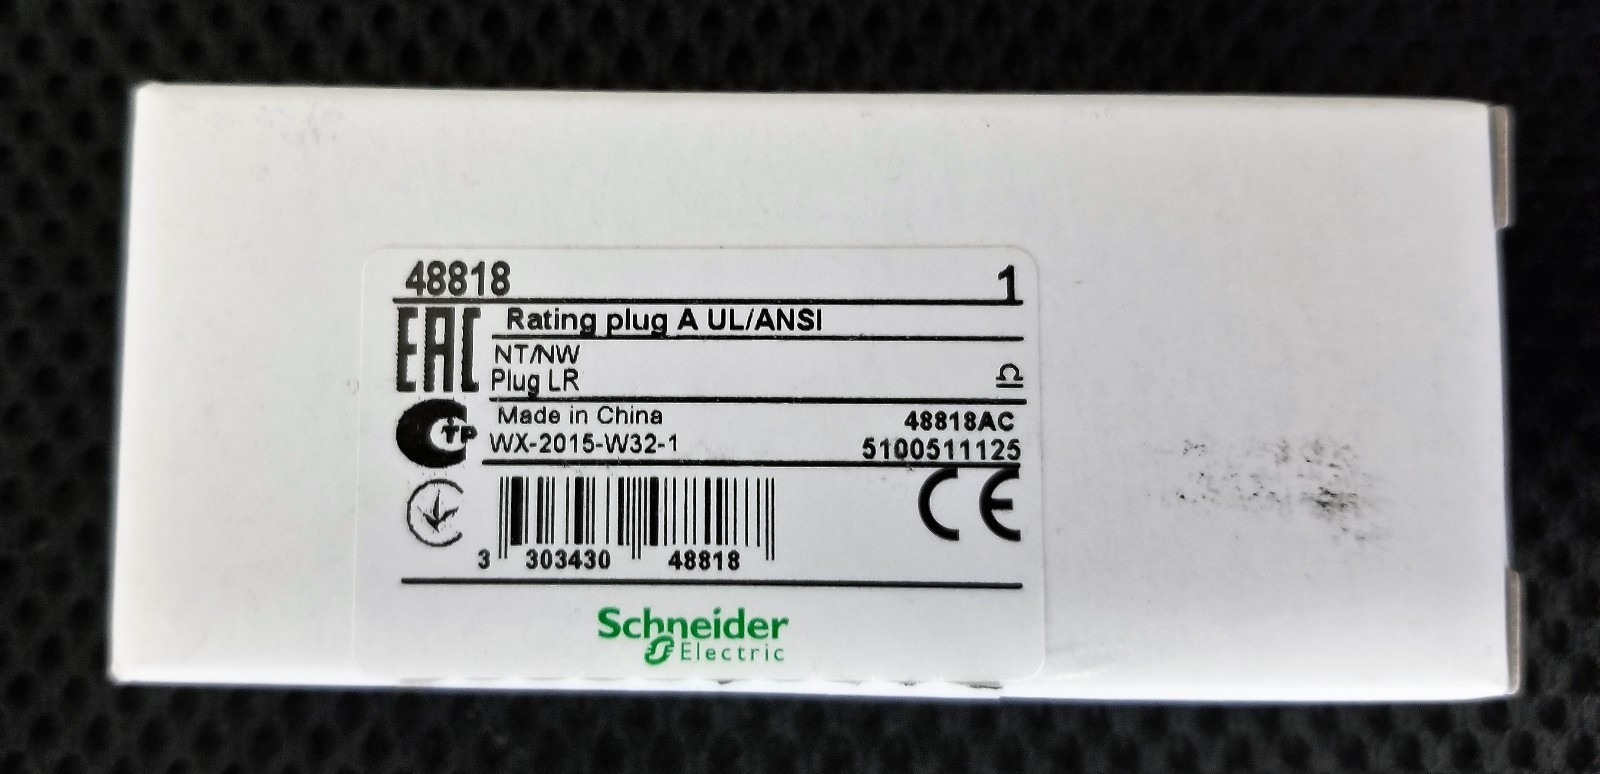 48818 1
EAC Rating plug A UL/ANSI
NT/NW
Plug LR
Made in China 48818AC
WX-2015-W32-1 5100511125
CE
3 303430 48818
Schneider
Electric